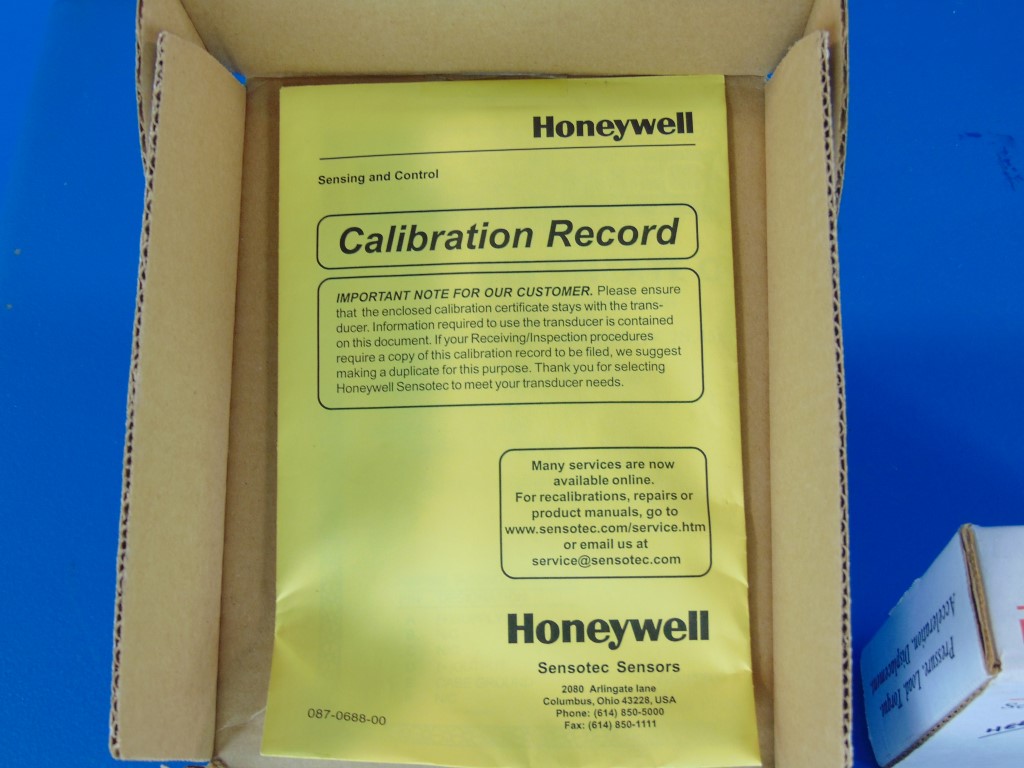 Honeywell
Sensing and Control
Calibration Record
IMPORTANT NOTE FOR OUR CUSTOMER. Please ensure
that the enclosed calibration certificate stays with the trans-
ducer. Information required to use the transducer is contained
on this document. If your Receiving/Inspection procedures
require a copy of this calibration record to be filed, we suggest
making a duplicate for this purpose. Thank you for selecting
Honeywell Sensotec to meet your transducer needs.
Many services are now
available online.
For recalibrations, repairs or
product manuals, go to
www.sensotec.com/service.htm
or email us at
service@sensotec.com
Honeywell
Sensotec Sensors
2080 Arlingate lane
Columbus, Ohio 43228, USA
Phone: (614) 850-5000
Fax: (614) 850-1111
087-0688-00
Pressure, Load, Torque,
Acceleration, Displacement,